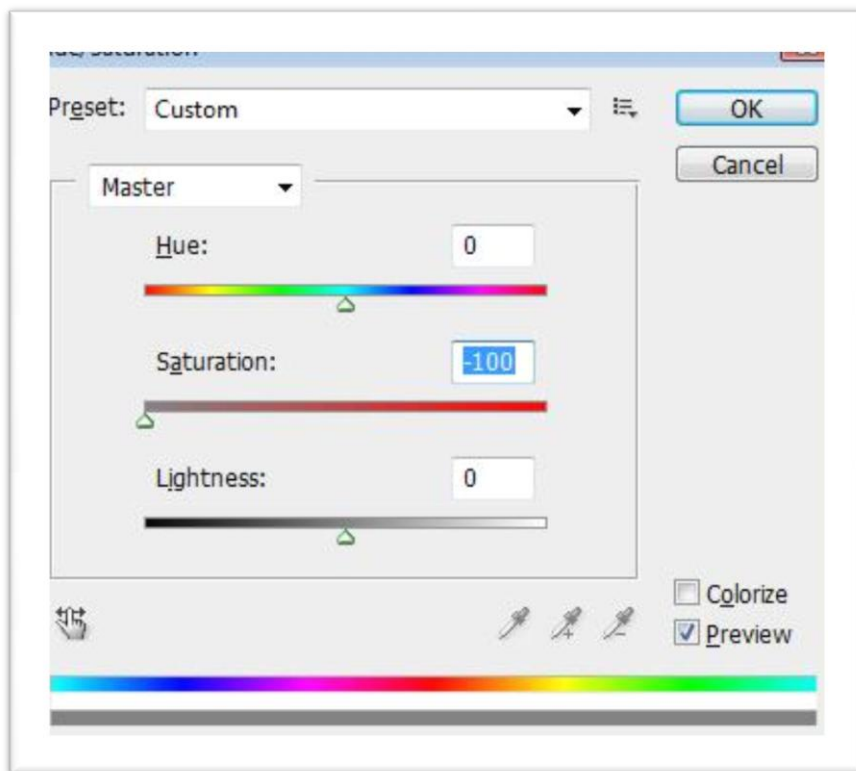 Preset:
Custom
OK
Cancel
Master
Hue:
0
Saturation:
-100
Lightness:
0
Colorize
Preview